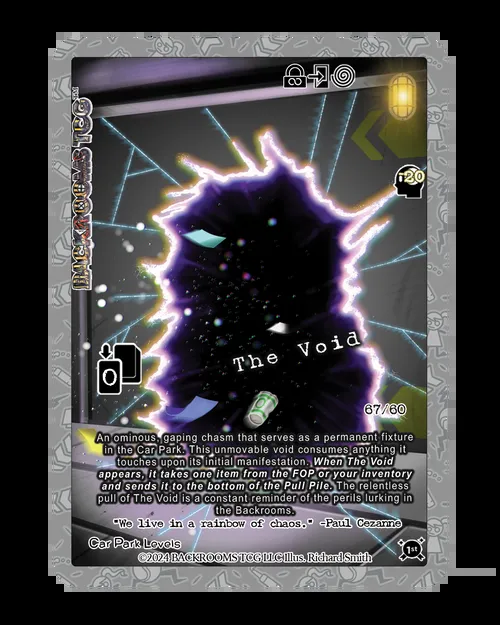 BACKROOMS TCG™
120
The Void
0
67/60
An ominous, gaping chasm that serves as a permanent fixture
in the Car Park. This unmovable void consumes anything it
touches upon its initial manifestation. When The Void
appears, it takes one item from the FOP or your inventory
and sends it to the bottom of the Pull Pile. The relentless
pull of The Void is a constant reminder of the perils lurking in
the Backrooms.
"We live in a rainbow of chaos." -Paul Cezanne
Car Park Levels
©2024 BACKROOMS TCG LLC Illus. Richard Smith
1st